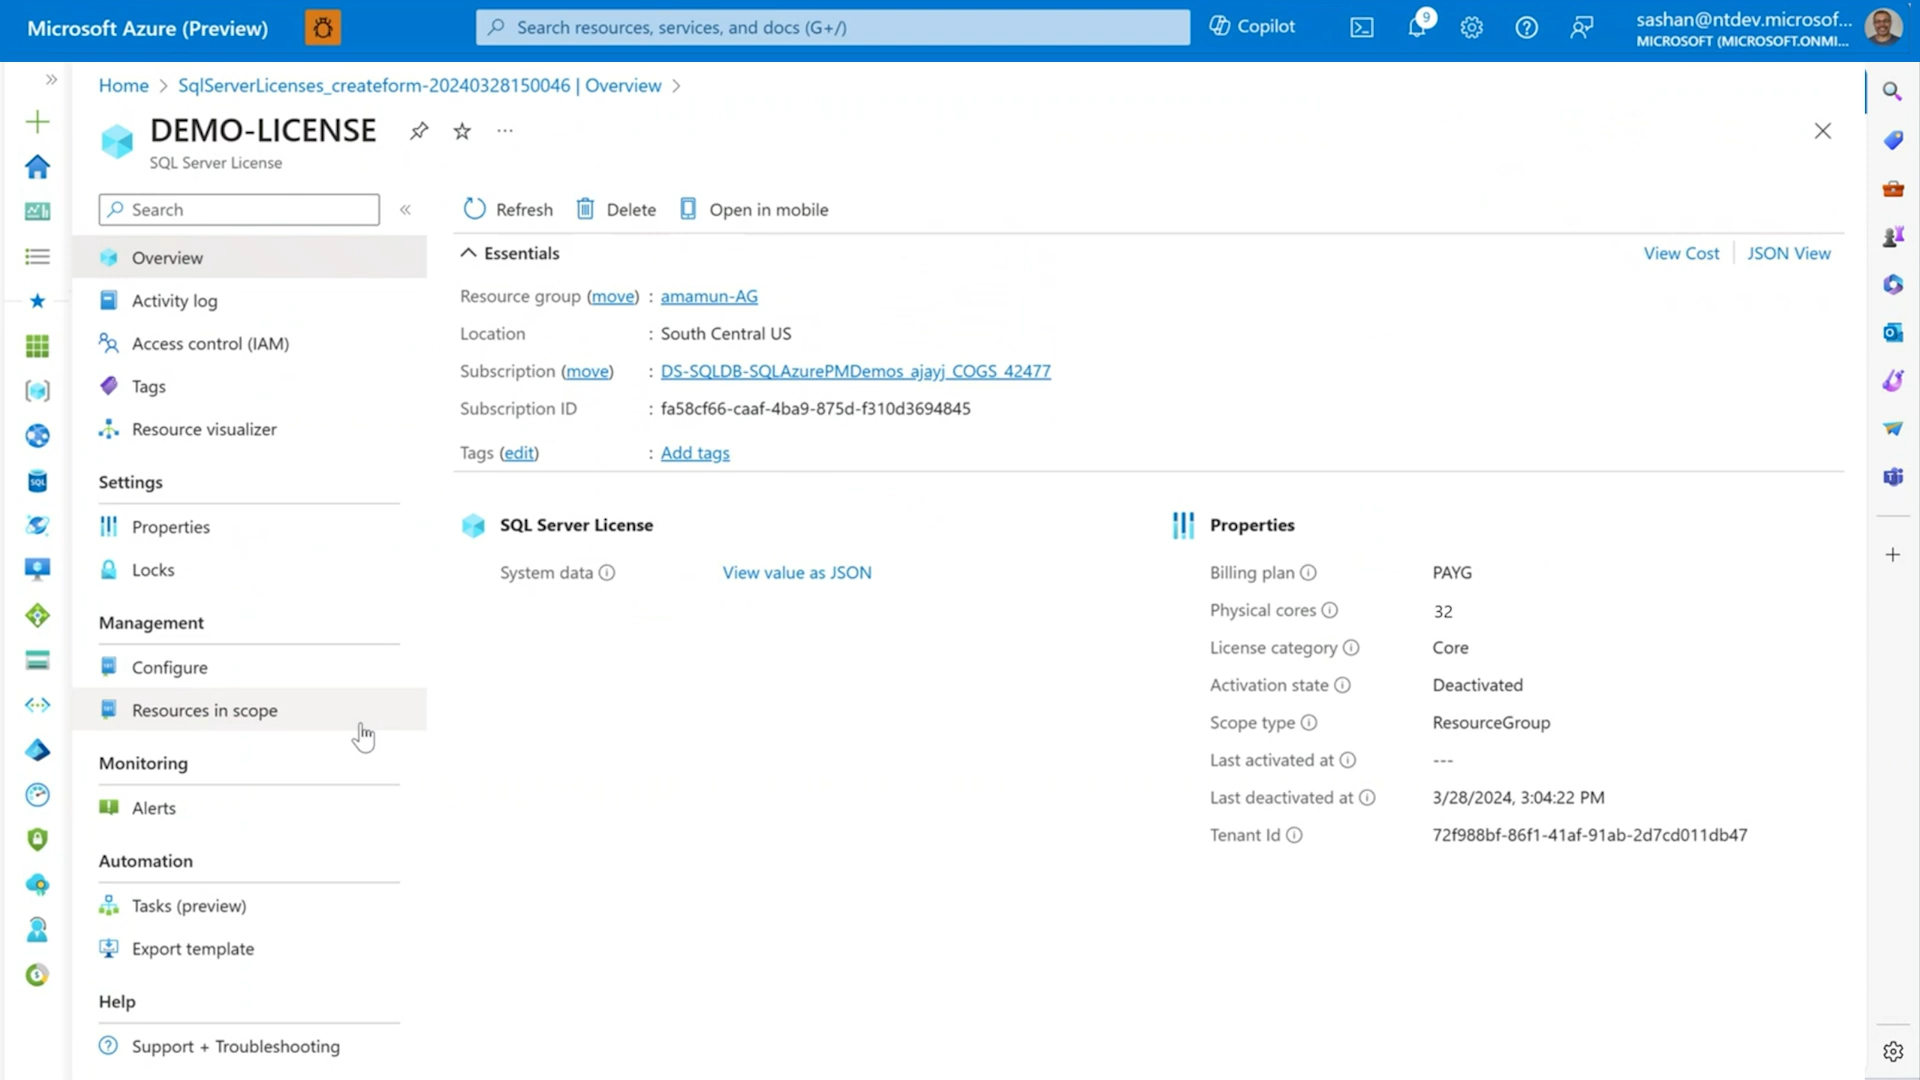 Microsoft Azure (Preview)
Search resources, services, and docs (G+/)
Copilot
9
sashan@ntdev.microsof...
MICROSOFT (MICROSOFT.ONMI...
Home > SqlServerLicenses_createform-20240328150046 | Overview >
DEMO-LICENSE
SQL Server License
Search
Refresh
Delete
Open in mobile
Overview
Activity log
Access control (IAM)
Tags
Resource visualizer
Settings
Properties
Locks
Management
Configure
Resources in scope
Monitoring
Alerts
Automation
Tasks (preview)
Export template
Help
Support + Troubleshooting
Essentials
View Cost
JSON View
Resource group (move) : amamun-AG
Location : South Central US
Subscription (move) : DS-SQLDB-SQLAzurePMDemos_ajayj_COGS_42477
Subscription ID : fa58cf66-caaf-4ba9-875d-f310d3694845
Tags (edit) : Add tags
SQL Server License
System data View value as JSON
Properties
Billing plan PAYG
Physical cores 32
License category Core
Activation state Deactivated
Scope type ResourceGroup
Last activated at ---
Last deactivated at 3/28/2024, 3:04:22 PM
Tenant Id 72f988bf-86f1-41af-91ab-2d7cd011db47
SQL